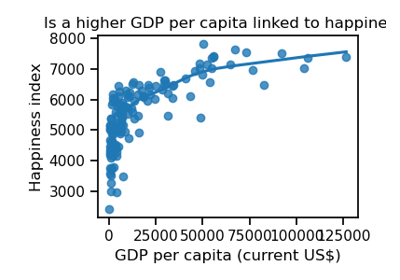 Is a higher GDP per capita linked to happine
8000
7000
6000
5000
4000
3000
Happiness index
0 25000 50000 75000 100000 125000
GDP per capita (current US$)